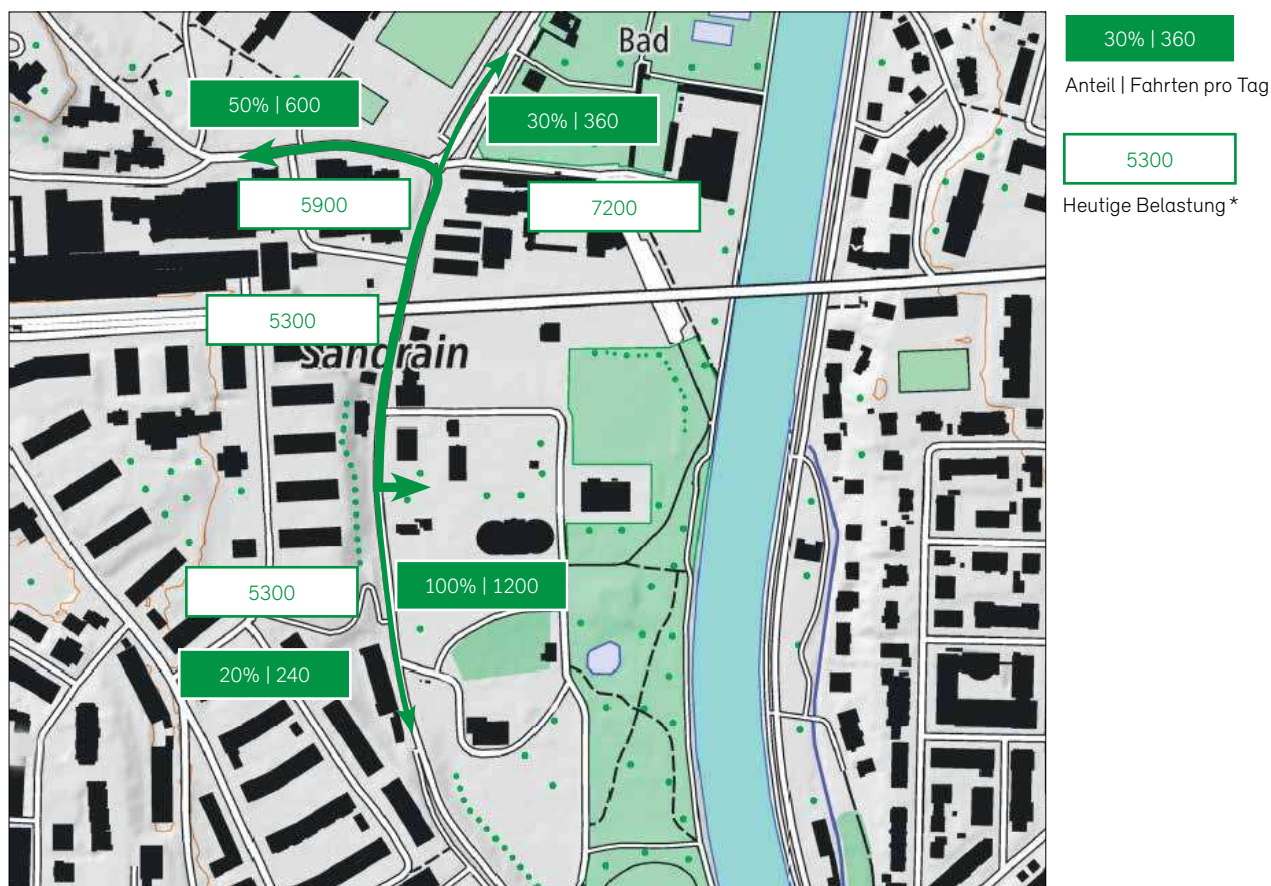 Bad
50% | 600
30% | 360
5900
7200
5300
Sandrain
5300
100% | 1200
20% | 240
30% | 360
Anteil | Fahrten pro Tag
5300
Heutige Belastung *